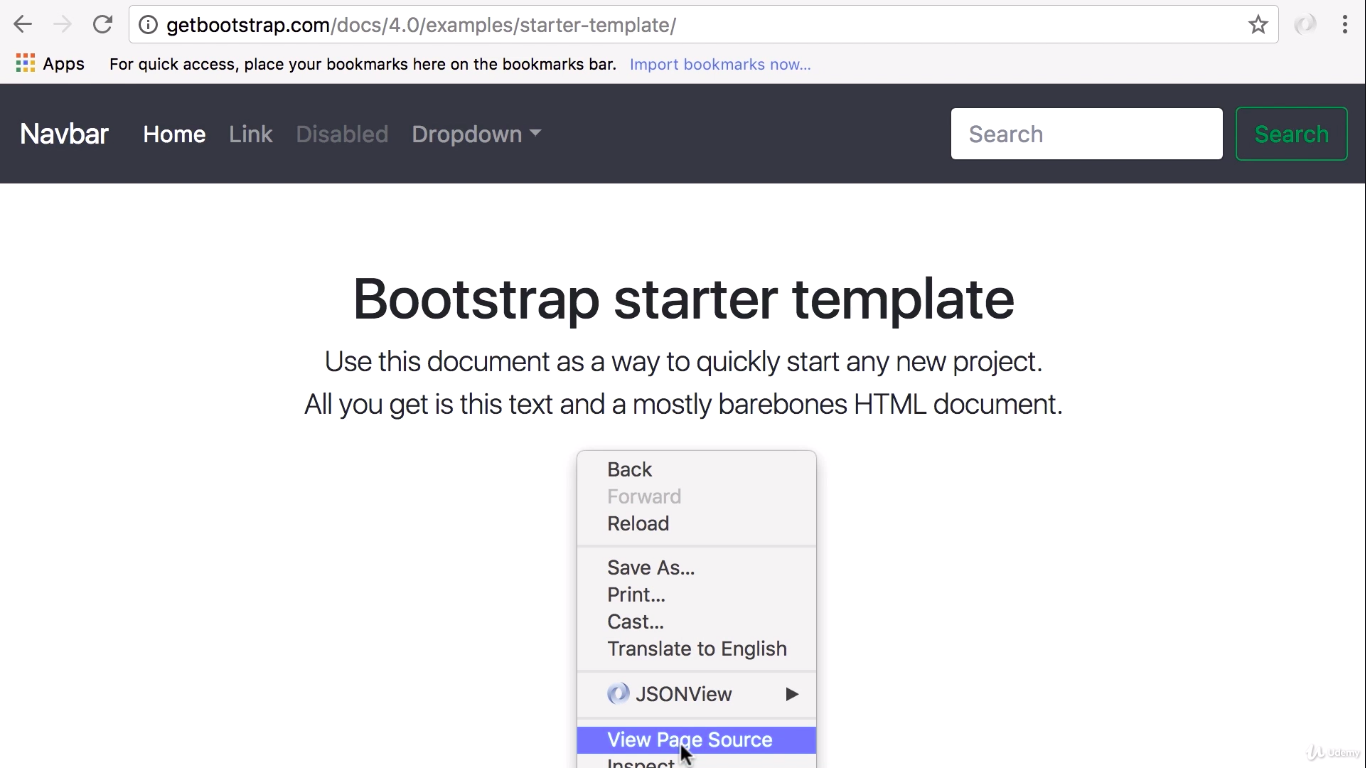 getbootstrap.com/docs/4.0/examples/starter-template/
Apps For quick access, place your bookmarks here on the bookmarks bar. Import bookmarks now...
Navbar Home Link Disabled Dropdown Search Search
Bootstrap starter template
Use this document as a way to quickly start any new project.
All you get is this text and a mostly barebones HTML document.
Back
Forward
Reload
Save As...
Print...
Cast...
Translate to English
JSONView
View Page Source
Inspect
Udemy